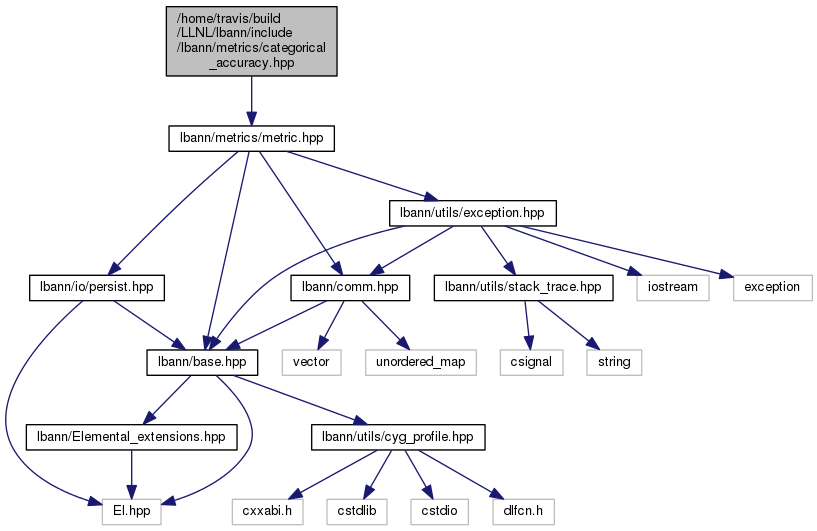 /home/travis/build
/LLNL/lbann/include
/lbann/metrics/categorical
_accuracy.hpp
lbann/metrics/metric.hpp
lbann/utils/exception.hpp
lbann/io/persist.hpp
lbann/comm.hpp
lbann/utils/stack_trace.hpp
iostream
exception
lbann/base.hpp
vector
unordered_map
csignal
string
lbann/Elemental_extensions.hpp
lbann/utils/cyg_profile.hpp
El.hpp
cxxabi.h
cstdlib
cstdio
dlfcn.h